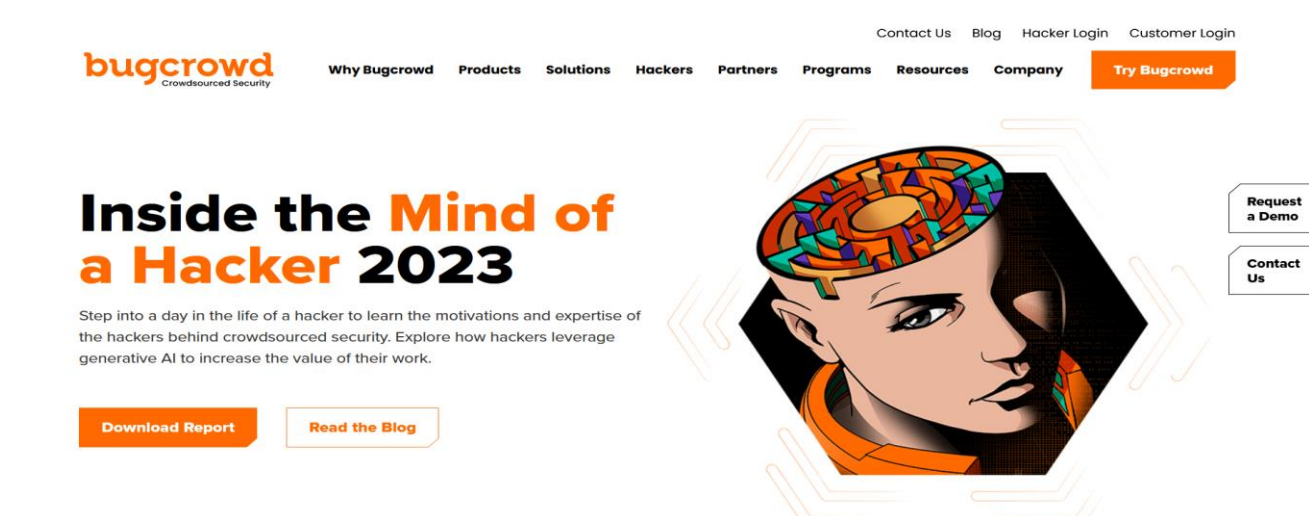 Contact Us Blog Hacker Login Customer Login
bugcrowd
Crowdsourced Security
Why Bugcrowd Products Solutions Hackers Partners Programs Resources Company Try Bugcrowd
Inside the Mind of
a Hacker 2023
Step into a day in the life of a hacker to learn the motivations and expertise of
the hackers behind crowdsourced security. Explore how hackers leverage
generative AI to increase the value of their work.
Download Report Read the Blog
Request
a Demo
Contact
Us